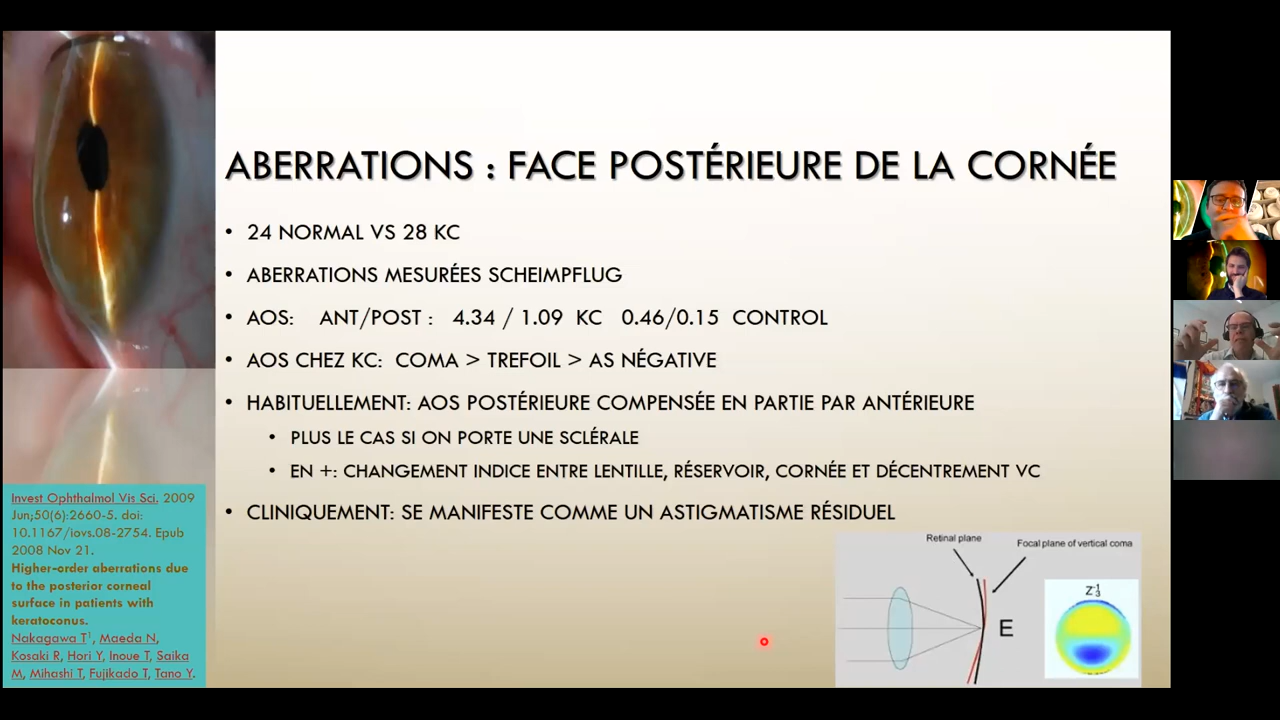 ABERRATIONS : FACE POSTÉRIEURE DE LA CORNÉE
• 24 NORMAL VS 28 KC
• ABERRATIONS MESURÉES SCHEIMPFLUG
• AOS: ANT/POST : 4.34 / 1.09 KC 0.46/0.15 CONTROL
• AOS CHEZ KC: COMA > TREFOIL > AS NÉGATIVE
• HABITUELLEMENT: AOS POSTÉRIEURE COMPENSÉE EN PARTIE PAR ANTÉRIEURE
• PLUS LE CAS SI ON PORTE UNE SCLÉRALE
• EN +: CHANGEMENT INDICE ENTRE LENTILLE, RÉSERVOIR, CORNÉE ET DÉCENTREMENT VC
• CLINIQUEMENT: SE MANIFESTE COMME UN ASTIGMATISME RÉSIDUEL
Invest Ophthalmol Vis Sci. 2009
Jun;50(6):2660-5. doi:
10.1167/iovs.08-2754. Epub
2008 Nov 21.
Higher-order aberrations due
to the posterior corneal
surface in patients with
keratoconus.
Nakagawa T¹, Maeda N,
Kosaki R, Hori Y, Inoue T, Saika
M, Mihashi T, Fujikado T, Tano Y.
Retinal plane
Focal plane of vertical coma
E
Z₃⁻¹